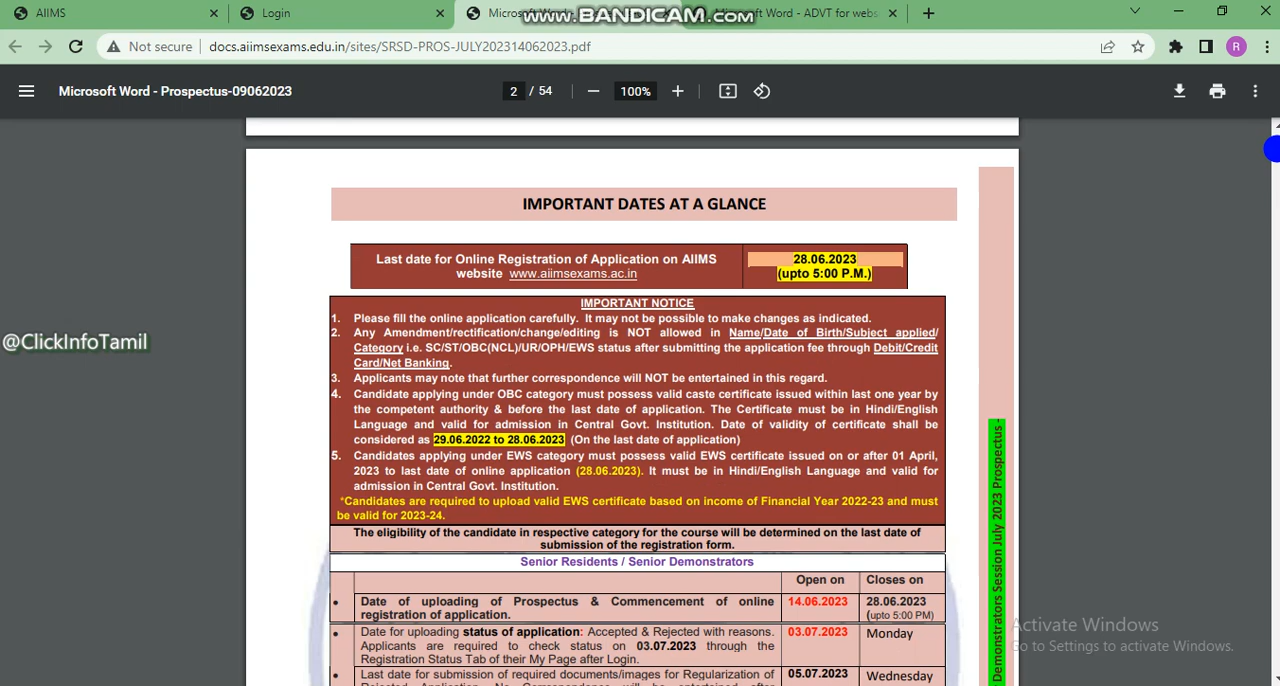 AIIMS
Login
Microsoft
www.BANDICAM.com
Microsoft Word - ADVT for webs
Not secure
docs.aiimsexams.edu.in/sites/SRSD-PROS-JULY202314062023.pdf
R
Microsoft Word - Prospectus-09062023
2 / 54
100%
IMPORTANT DATES AT A GLANCE
Last date for Online Registration of Application on AIIMS
website www.aiimsexams.ac.in
28.06.2023
(upto 5:00 P.M.)
IMPORTANT NOTICE
1. Please fill the online application carefully. It may not be possible to make changes as indicated.
2. Any Amendment/rectification/change/editing is NOT allowed in Name/Date of Birth/Subject applied/
Category i.e. SC/ST/OBC(NCL)/UR/OPH/EWS status after submitting the application fee through Debit/Credit
Card/Net Banking.
3. Applicants may note that further correspondence will NOT be entertained in this regard.
4. Candidate applying under OBC category must possess valid caste certificate issued within last one year by
the competent authority & before the last date of application. The Certificate must be in Hindi/English
Language and valid for admission in Central Govt. Institution. Date of validity of certificate shall be
considered as 29.06.2022 to 28.06.2023 (On the last date of application)
5. Candidates applying under EWS category must possess valid EWS certificate issued on or after 01 April,
2023 to last date of online application (28.06.2023). It must be in Hindi/English Language and valid for
admission in Central Govt. Institution.
*Candidates are required to upload valid EWS certificate based on income of Financial Year 2022-23 and must
be valid for 2023-24.
The eligibility of the candidate in respective category for the course will be determined on the last date of
submission of the registration form.
Senior Residents / Senior Demonstrators
Open on
Closes on
• Date of uploading of Prospectus & Commencement of online
registration of application.
14.06.2023
28.06.2023
(upto 5:00 PM)
• Date for uploading status of application: Accepted & Rejected with reasons.
Applicants are required to check status on 03.07.2023 through the
Registration Status Tab of their My Page after Login.
03.07.2023
Monday
• Last date for submission of required documents/images for Regularization of
05.07.2023
Wednesday
Demonstrators Session July 2023 Prospectus -
@ClickInfoTamil
Activate Windows
Go to Settings to activate Windows.